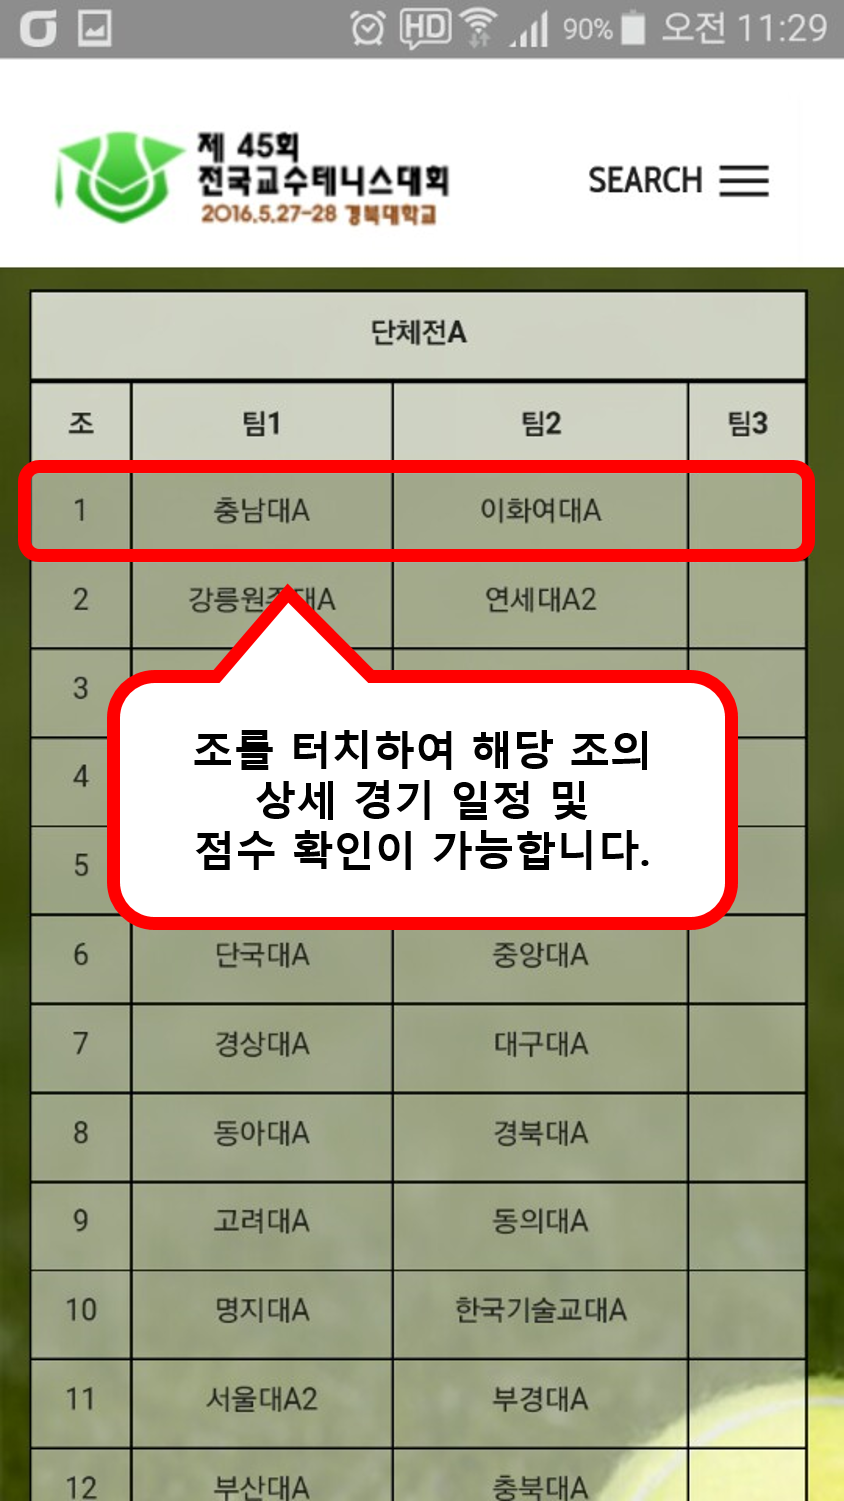 90% 오전 11:29
제 45회
전국교수테니스대회
2016.5.27-28 경북대학교
SEARCH
단체전A
조 팀1 팀2 팀3
1 충남대A 이화여대A
2 연세대A2
3
조를 터치하여 해당 조의
상세 경기 일정 및
점수 확인이 가능합니다.
4
5
6 단국대A 중앙대A
7 경상대A 대구대A
8 동아대A 경북대A
9 고려대A 동의대A
10 명지대A 한국기술교대A
11 서울대A2 부경대A
12 부산대A 충북대A